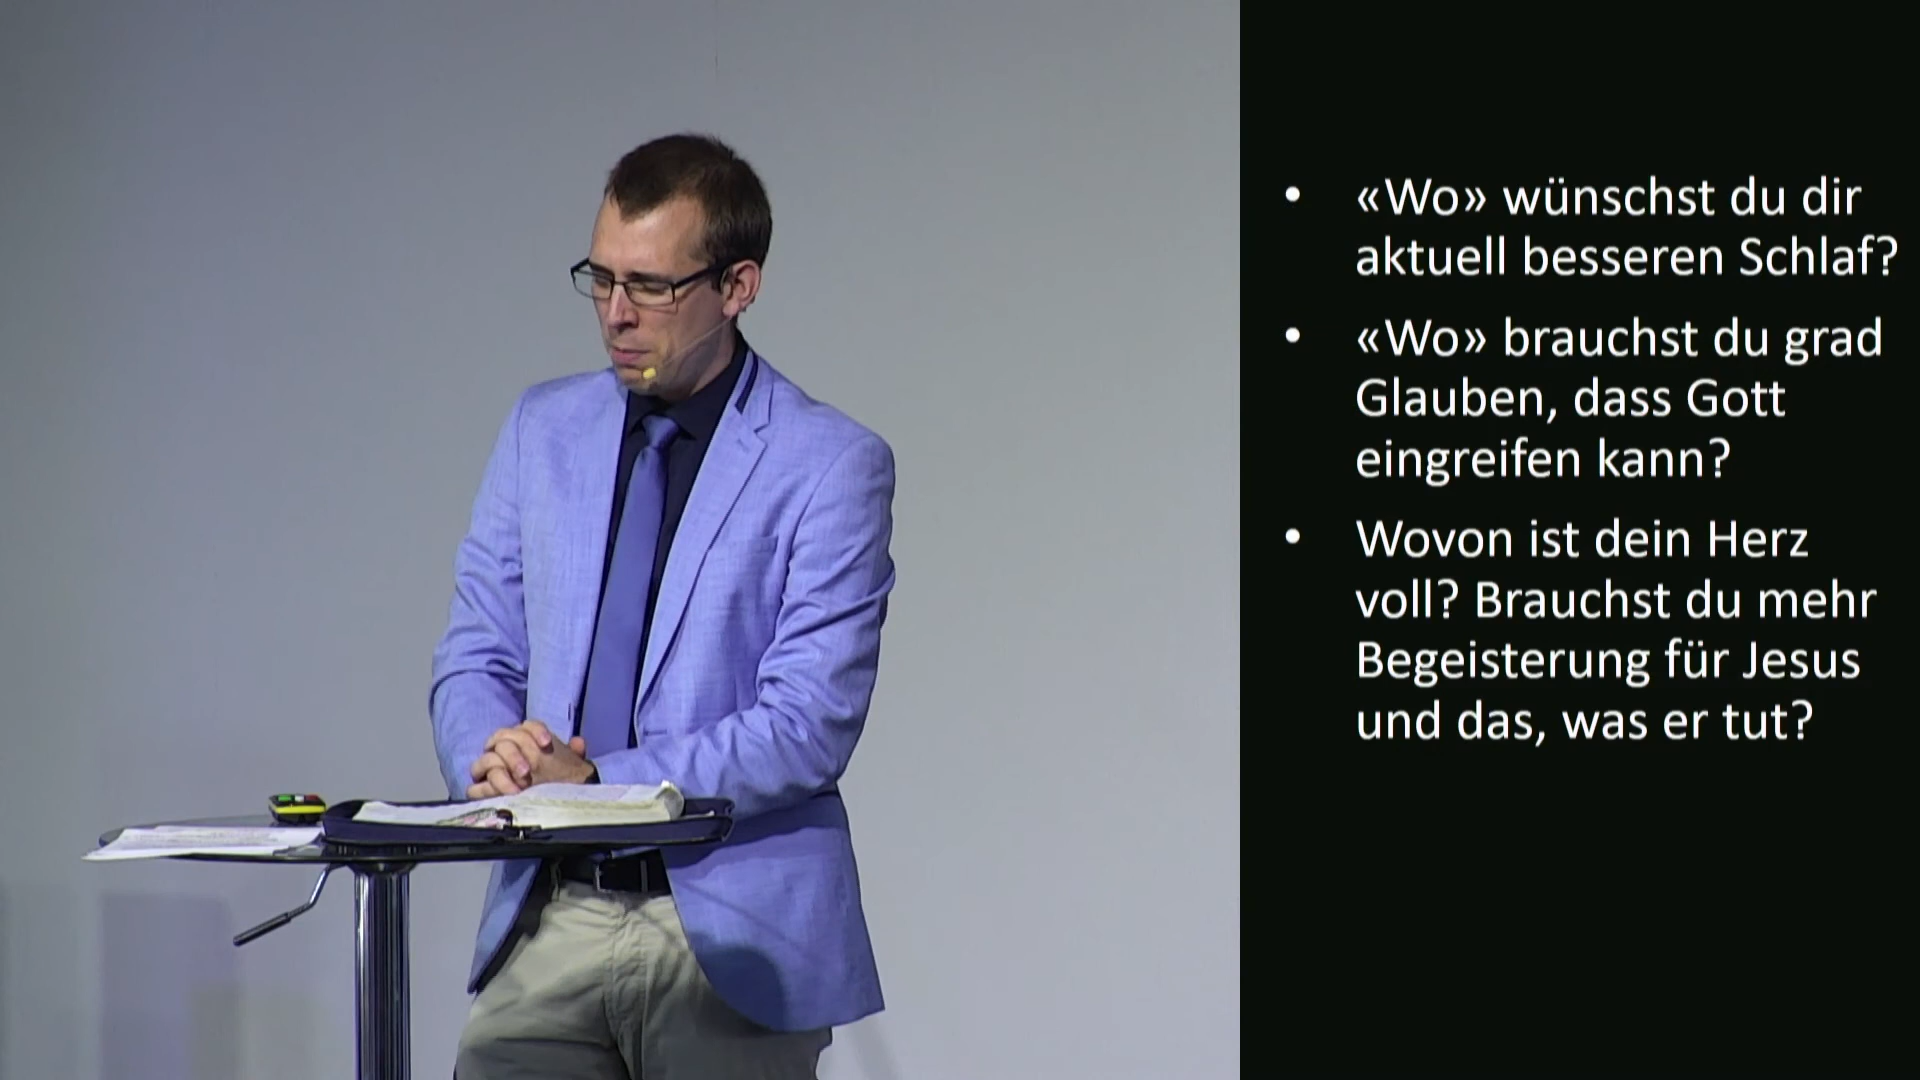 • «Wo» wünschst du dir
aktuell besseren Schlaf?
• «Wo» brauchst du grad
Glauben, dass Gott
eingreifen kann?
• Wovon ist dein Herz
voll? Brauchst du mehr
Begeisterung für Jesus
und das, was er tut?